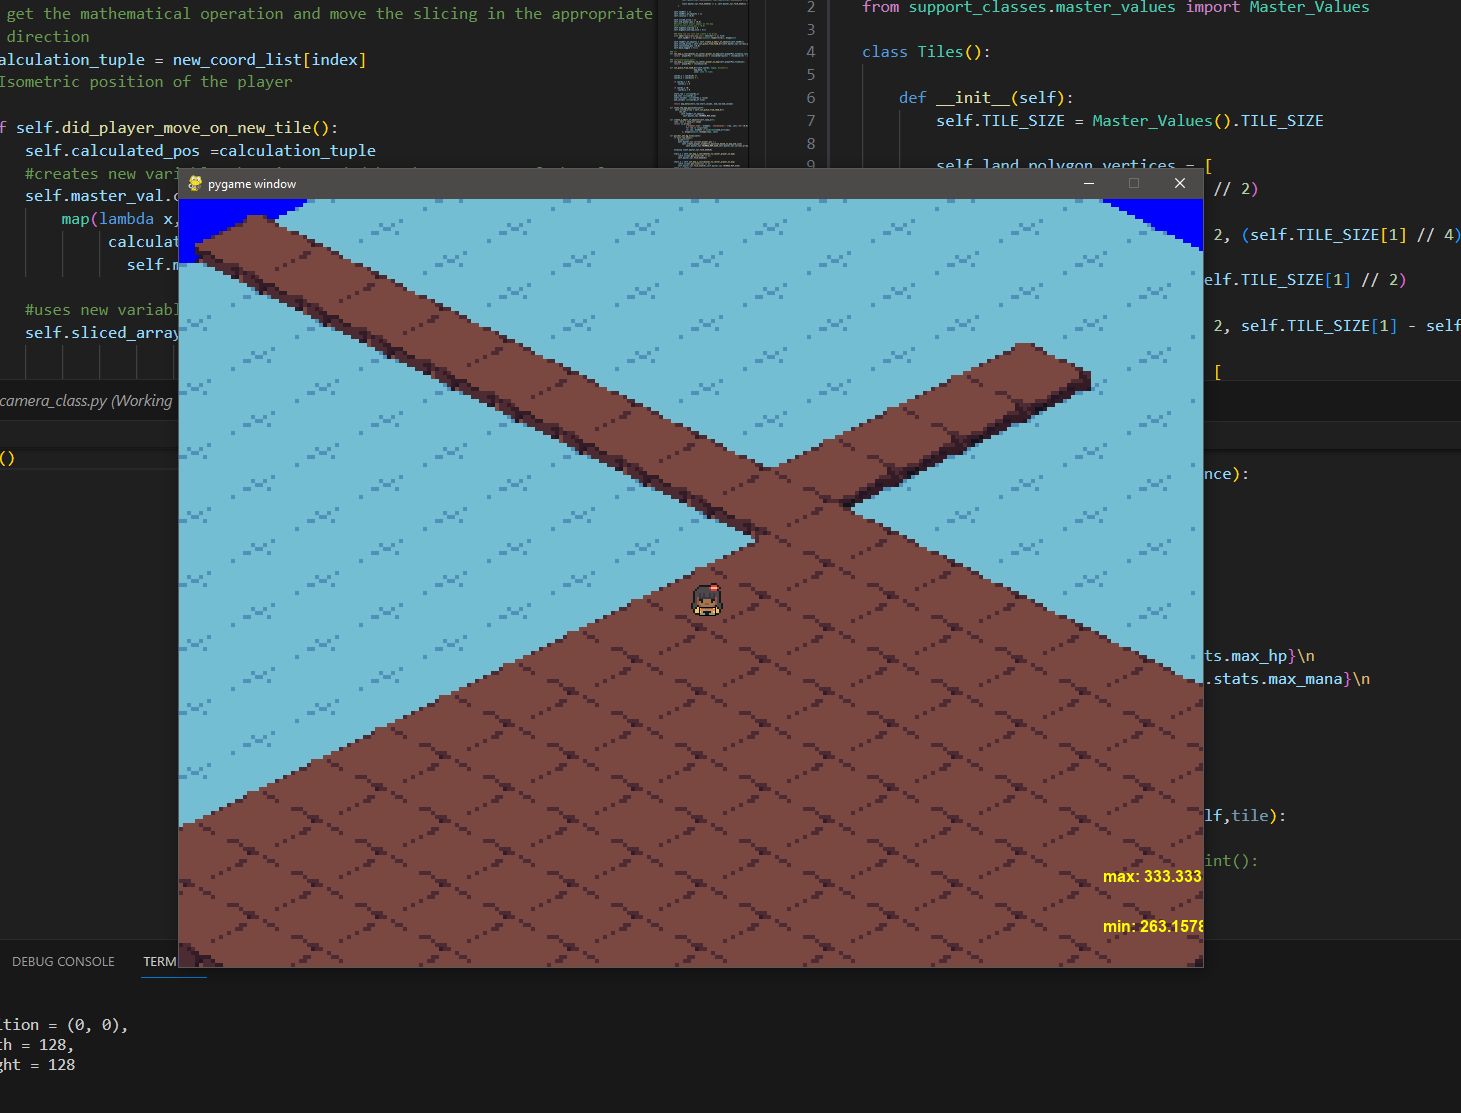 get the mathematical operation and move the slicing in the appropriate
direction
alculation_tuple = new_coord_list[index]
Isometric position of the player
f self.did_player_move_on_new_tile():
self.calculated_pos =calculation_tuple
#creates new vari
self.master_val.c
map(lambda x,
calculat
self.m
#uses new variabl
self.sliced_array
camera_class.py (Working
()
2 from support_classes.master_values import Master_Values
3
4 class Tiles():
5
6 def __init__(self):
7 self.TILE_SIZE = Master_Values().TILE_SIZE
8
9 self.land_polygon_vertices = [
// 2)
2, (self.TILE_SIZE[1] // 4)
elf.TILE_SIZE[1] // 2)
2, self.TILE_SIZE[1] - self
[
nce):
ts.max_hp}\n
.stats.max_mana}\n
lf,tile):
int():
pygame window
max: 333.333
min: 263.1578
DEBUG CONSOLE TERM
ition = (0, 0),
th = 128,
ght = 128